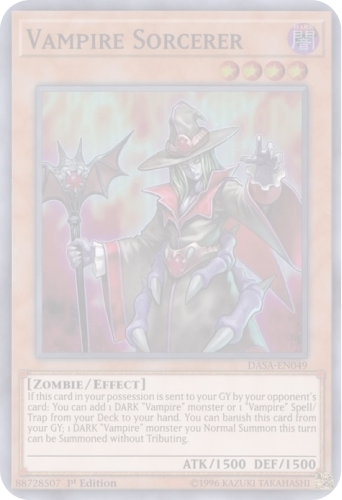 Vampire Sorcerer
DASA-EN049
[Zombie/Effect]
If this card in your possession is sent to your GY by your opponent's
card: You can add 1 DARK "Vampire" monster or 1 "Vampire" Spell/
Trap from your Deck to your hand. You can banish this card from
your GY; 1 DARK "Vampire" monster you Normal Summon this turn
can be Summoned without Tributing.
ATK/1500 DEF/1500
88728507 1st Edition ©1996 KAZUKI TAKAHASHI